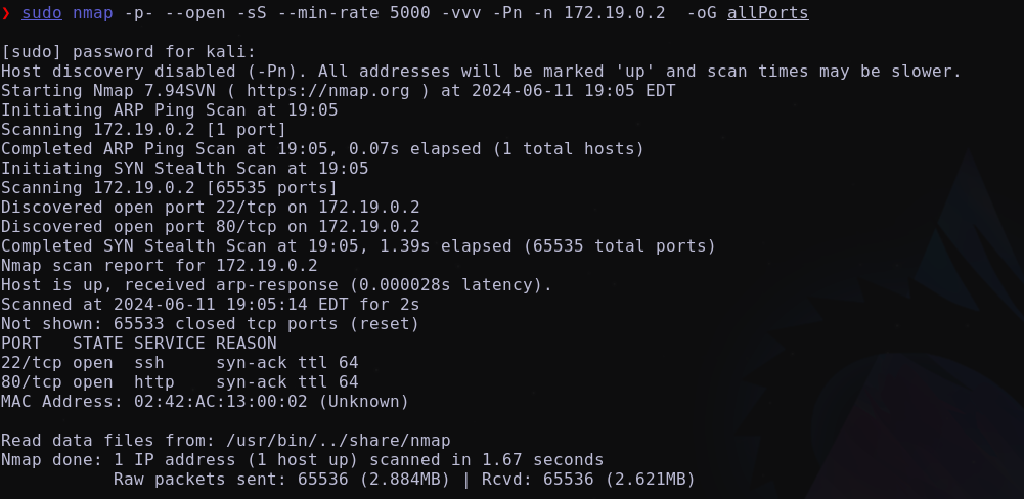 ❯ sudo nmap -p- --open -sS --min-rate 5000 -vvv -Pn -n 172.19.0.2  -oG allPorts
[sudo] password for kali:
Host discovery disabled (-Pn). All addresses will be marked 'up' and scan times may be slower.
Starting Nmap 7.94SVN ( https://nmap.org ) at 2024-06-11 19:05 EDT
Initiating ARP Ping Scan at 19:05
Scanning 172.19.0.2 [1 port]
Completed ARP Ping Scan at 19:05, 0.07s elapsed (1 total hosts)
Initiating SYN Stealth Scan at 19:05
Scanning 172.19.0.2 [65535 ports]
Discovered open port 22/tcp on 172.19.0.2
Discovered open port 80/tcp on 172.19.0.2
Completed SYN Stealth Scan at 19:05, 1.39s elapsed (65535 total ports)
Nmap scan report for 172.19.0.2
Host is up, received arp-response (0.000028s latency).
Scanned at 2024-06-11 19:05:14 EDT for 2s
Not shown: 65533 closed tcp ports (reset)
PORT   STATE SERVICE REASON
22/tcp open  ssh     syn-ack ttl 64
80/tcp open  http    syn-ack ttl 64
MAC Address: 02:42:AC:13:00:02 (Unknown)
Read data files from: /usr/bin/../share/nmap
Nmap done: 1 IP address (1 host up) scanned in 1.67 seconds
           Raw packets sent: 65536 (2.884MB) | Rcvd: 65536 (2.621MB)